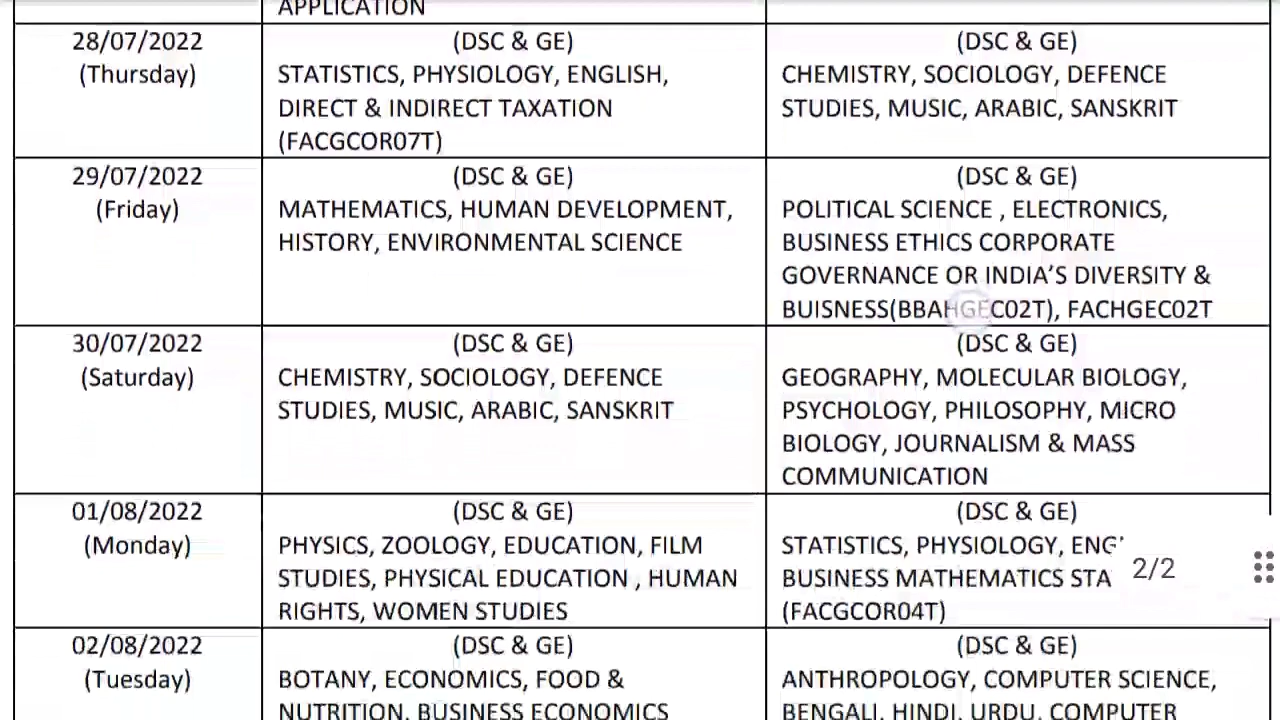 APPLICATION
28/07/2022
(Thursday)
(DSC & GE)
STATISTICS, PHYSIOLOGY, ENGLISH,
DIRECT & INDIRECT TAXATION
(FACGCOR07T)
(DSC & GE)
CHEMISTRY, SOCIOLOGY, DEFENCE
STUDIES, MUSIC, ARABIC, SANSKRIT
29/07/2022
(Friday)
(DSC & GE)
MATHEMATICS, HUMAN DEVELOPMENT,
HISTORY, ENVIRONMENTAL SCIENCE
(DSC & GE)
POLITICAL SCIENCE , ELECTRONICS,
BUSINESS ETHICS CORPORATE
GOVERNANCE OR INDIA'S DIVERSITY &
BUISNESS(BBAHGEC02T), FACHGEC02T
30/07/2022
(Saturday)
(DSC & GE)
CHEMISTRY, SOCIOLOGY, DEFENCE
STUDIES, MUSIC, ARABIC, SANSKRIT
(DSC & GE)
GEOGRAPHY, MOLECULAR BIOLOGY,
PSYCHOLOGY, PHILOSOPHY, MICRO
BIOLOGY, JOURNALISM & MASS
COMMUNICATION
01/08/2022
(Monday)
(DSC & GE)
PHYSICS, ZOOLOGY, EDUCATION, FILM
STUDIES, PHYSICAL EDUCATION , HUMAN
RIGHTS, WOMEN STUDIES
(DSC & GE)
STATISTICS, PHYSIOLOGY, ENG
BUSINESS MATHEMATICS STA
(FACGCOR04T)
2/2
02/08/2022
(Tuesday)
(DSC & GE)
BOTANY, ECONOMICS, FOOD &
NUTRITION, BUSINESS ECONOMICS
(DSC & GE)
ANTHROPOLOGY, COMPUTER SCIENCE,
BENGALI, HINDI, URDU, COMPUTER